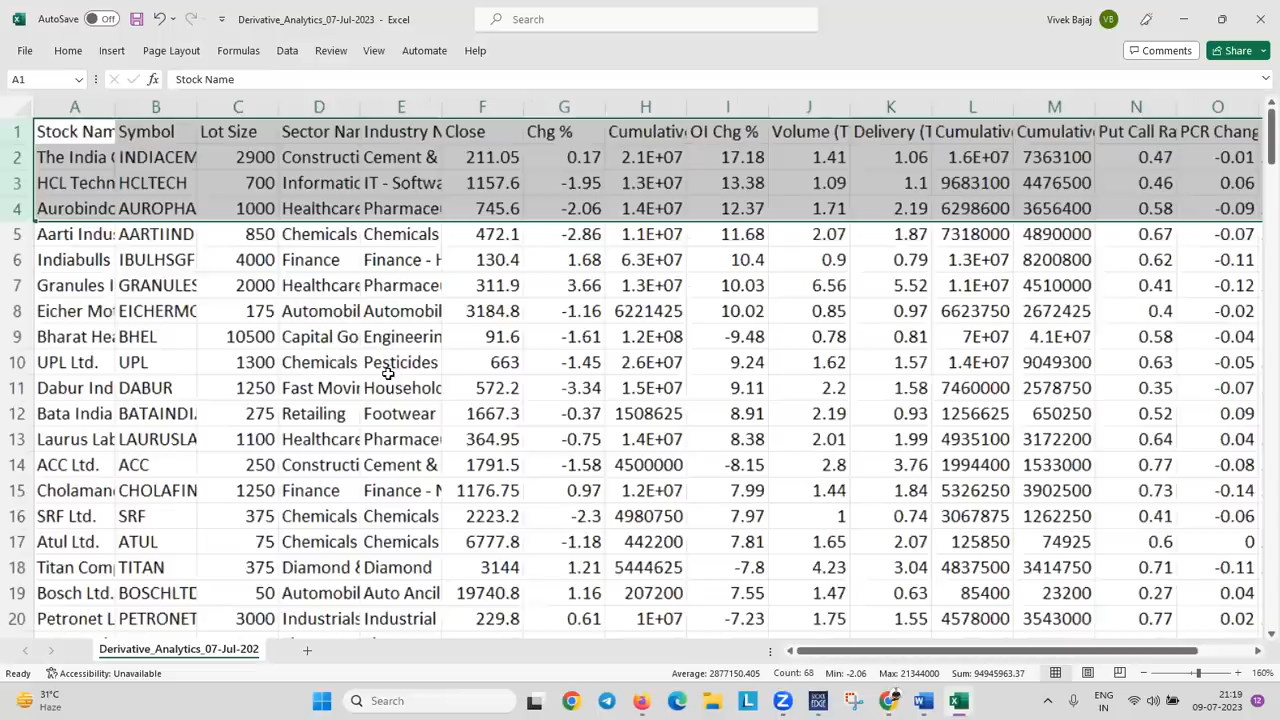 AutoSave Off Derivative_Analytics_07-Jul-2023 - Excel Search Vivek Bajaj VB
File Home Insert Page Layout Formulas Data Review View Automate Help Comments Share
A1 fx Stock Name
A B C D E F G H I J K L M N O
1 Stock Nam Symbol Lot Size Sector Nar Industry N Close Chg % Cumulativ OI Chg % Volume (T Delivery (T Cumulativ Cumulativ Put Call Ra PCR Chang
2 The India INDIACEM 2900 Constructi Cement & 211.05 0.17 2.1E+07 17.18 1.41 1.06 1.6E+07 7363100 0.47 -0.01
3 HCL Techn HCLTECH 700 Informatic IT - Softwa 1157.6 -1.95 1.3E+07 13.38 1.09 1.1 9683100 4476500 0.46 0.06
4 Aurobindo AUROPHA 1000 Healthcare Pharmaceu 745.6 -2.06 1.4E+07 12.37 1.71 2.19 6298600 3656400 0.58 -0.09
5 Aarti Indus AARTIIND 850 Chemicals Chemicals 472.1 -2.86 1.1E+07 11.68 2.07 1.87 7318000 4890000 0.67 -0.07
6 Indiabulls IBULHSGF 4000 Finance Finance - H 130.4 1.68 6.3E+07 10.4 0.9 0.79 1.3E+07 8200800 0.62 -0.11
7 Granules I GRANULES 2000 Healthcare Pharmaceu 311.9 3.66 1.3E+07 10.03 6.56 5.52 1.1E+07 4510000 0.41 -0.12
8 Eicher Mot EICHERMO 175 Automobil Automobil 3184.8 -1.16 6221425 10.02 0.85 0.97 6623750 2672425 0.4 -0.02
9 Bharat Hea BHEL 10500 Capital Go Engineerin 91.6 -1.61 1.2E+08 -9.48 0.78 0.81 7E+07 4.1E+07 0.58 -0.04
10 UPL Ltd. UPL 1300 Chemicals Pesticides 663 -1.45 2.6E+07 9.24 1.62 1.57 1.4E+07 9049300 0.63 -0.05
11 Dabur Ind DABUR 1250 Fast Movin Household 572.2 -3.34 1.5E+07 9.11 2.2 1.58 7460000 2578750 0.35 -0.07
12 Bata India BATAINDI 275 Retailing Footwear 1667.3 -0.37 1508625 8.91 2.19 0.93 1256625 650250 0.52 0.09
13 Laurus Lab LAURUSLA 1100 Healthcare Pharmaceu 364.95 -0.75 1.4E+07 8.38 2.01 1.99 4935100 3172200 0.64 0.04
14 ACC Ltd. ACC 250 Constructi Cement & 1791.5 -1.58 4500000 -8.15 2.8 3.76 1994400 1533000 0.77 -0.08
15 Cholaman CHOLAFIN 1250 Finance Finance - N 1176.75 0.97 1.2E+07 7.99 1.44 1.84 5326250 3902500 0.73 -0.14
16 SRF Ltd. SRF 375 Chemicals Chemicals 2223.2 -2.3 4980750 7.97 1 0.74 3067875 1262250 0.41 -0.06
17 Atul Ltd. ATUL 75 Chemicals Chemicals 6777.8 -1.18 442200 7.81 1.65 2.07 125850 74925 0.6 0
18 Titan Com TITAN 375 Diamond & Diamond 3144 1.21 5444625 -7.8 4.23 3.04 4837500 3414750 0.71 -0.11
19 Bosch Ltd. BOSCHLTD 50 Automobil Auto Ancil 19740.8 1.16 207200 7.55 1.47 0.63 85400 23200 0.27 0.04
20 Petronet L PETRONET 3000 Industrials Industrial 229.8 0.61 1E+07 -7.23 1.75 1.55 4578000 3543000 0.77 0.02
Derivative_Analytics_07-Jul-202
Ready Accessibility: Unavailable Average: 2877150.405 Count: 68 Min: -2.06 Max: 21344000 Sum: 94945963.37 160%
31°C Search ENG 21:19
Haze IN 09-07-2023 12